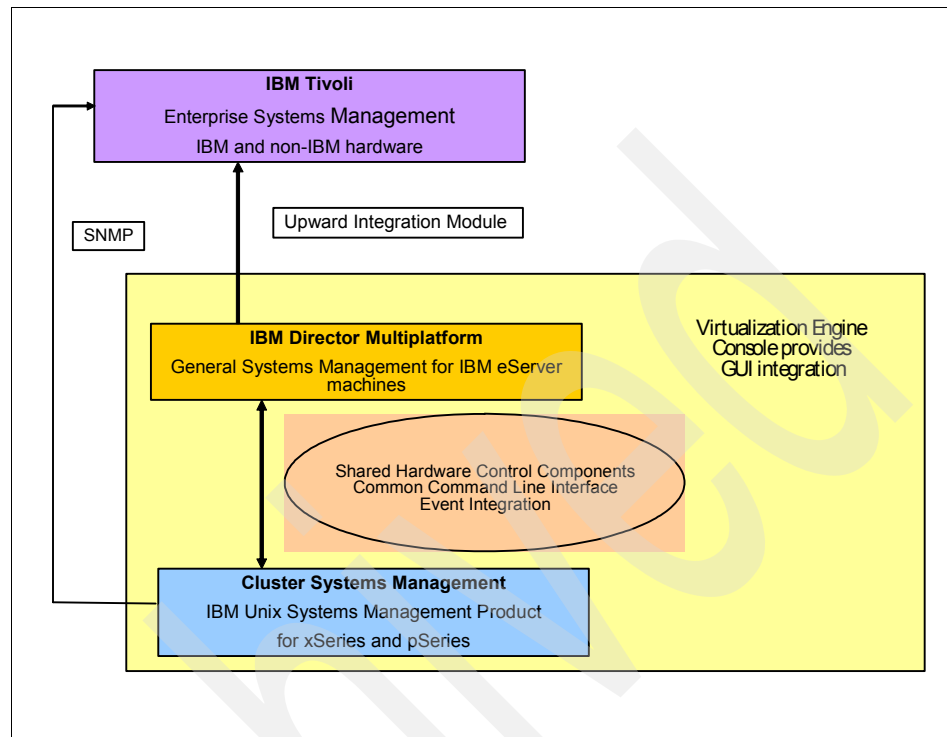 IBM Tivoli
Enterprise Systems Management
IBM and non-IBM hardware
SNMP
Upward Integration Module
IBM Director Multiplatform
General Systems Management for IBM eServer
machines
Virtualization Engine
Console provides
GUI integration
Shared Hardware Control Components
Common Command Line Interface
Event Integration
Cluster Systems Management
IBM Unix Systems Management Product
for xSeries and pSeries
hived